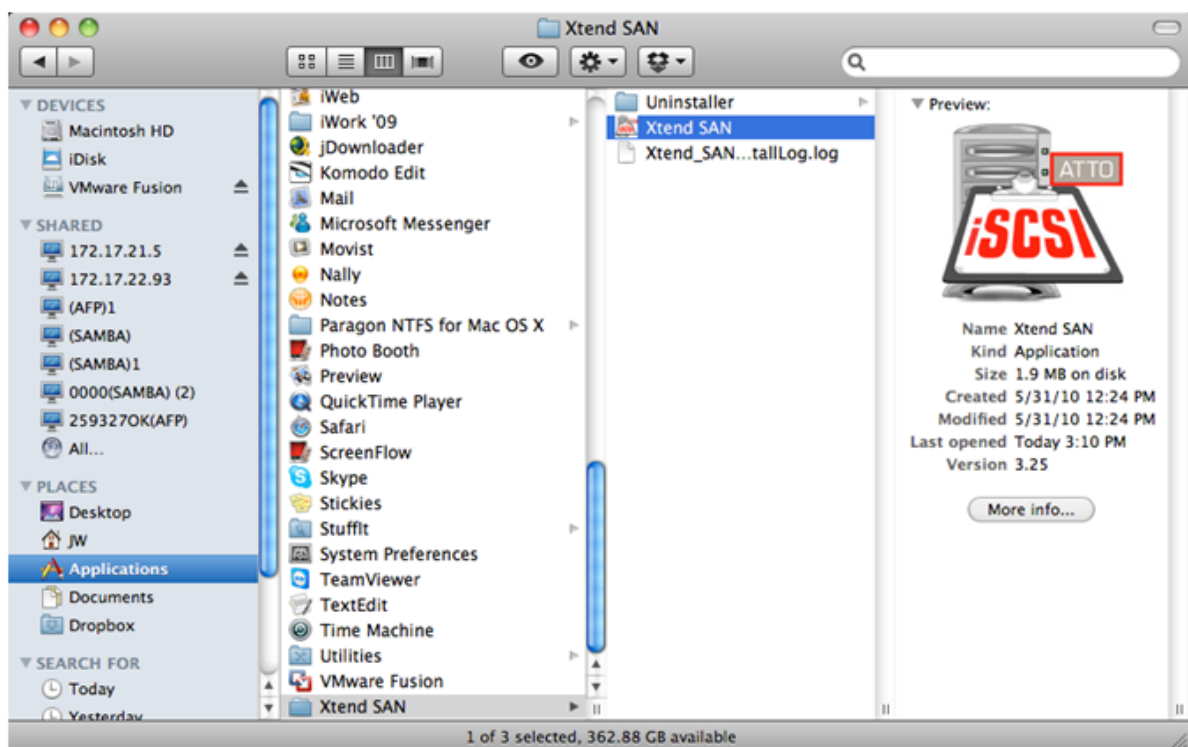 Xtend SAN
DEVICES
Macintosh HD
iDisk
VMware Fusion
SHARED
172.17.21.5
172.17.22.93
(AFP)1
(SAMBA)
(SAMBA)1
0000(SAMBA) (2)
259327OK(AFP)
All...
PLACES
Desktop
JW
Applications
Documents
Dropbox
SEARCH FOR
Today
Yesterday
iWeb
iWork '09
jDownloader
Komodo Edit
Mail
Microsoft Messenger
Movist
Nally
Notes
Paragon NTFS for Mac OS X
Photo Booth
Preview
QuickTime Player
Safari
ScreenFlow
Skype
Stickies
StuffIt
System Preferences
TeamViewer
TextEdit
Time Machine
Utilities
VMware Fusion
Xtend SAN
Uninstaller
Xtend SAN
Xtend_SAN...tallLog.log
Preview:
ATTO
iSCSI
Name Xtend SAN
Kind Application
Size 1.9 MB on disk
Created 5/31/10 12:24 PM
Modified 5/31/10 12:24 PM
Last opened Today 3:10 PM
Version 3.25
More info...
1 of 3 selected, 362.88 GB available